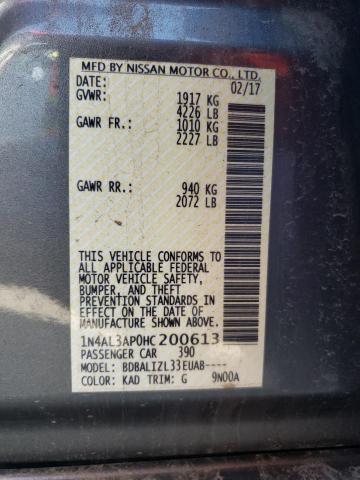 MFD BY NISSAN MOTOR CO., LTD.
DATE: 02/17
GVWR: 1917 KG
4226 LB
GAWR FR.: 1010 KG
2227 LB
GAWR RR.: 940 KG
2072 LB
THIS VEHICLE CONFORMS TO
ALL APPLICABLE FEDERAL
MOTOR VEHICLE SAFETY,
BUMPER, AND THEFT
PREVENTION STANDARDS
IN EFFECT ON THE DATE OF
MANUFACTURE SHOWN ABOVE.
1N4AL3AP0HC200613
PASSENGER CAR 390
MODEL: BDBALIZL33EUAB----
COLOR: KAD TRIM: G 9N00A